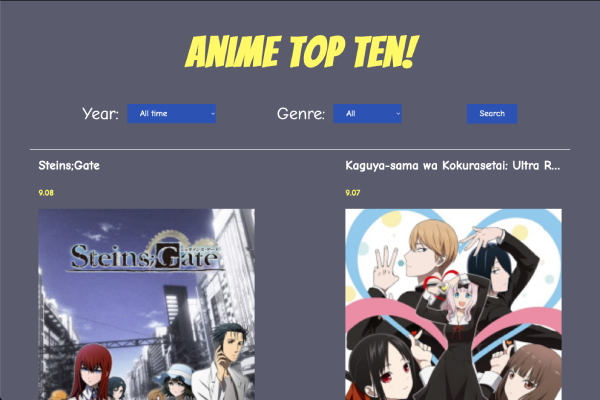 ANIME TOP TEN!
Year: All time Genre: All Search
Steins;Gate
9.08
Kaguya-sama wa Kokurasetai: Ultra R...
9.07
Steins;Gate